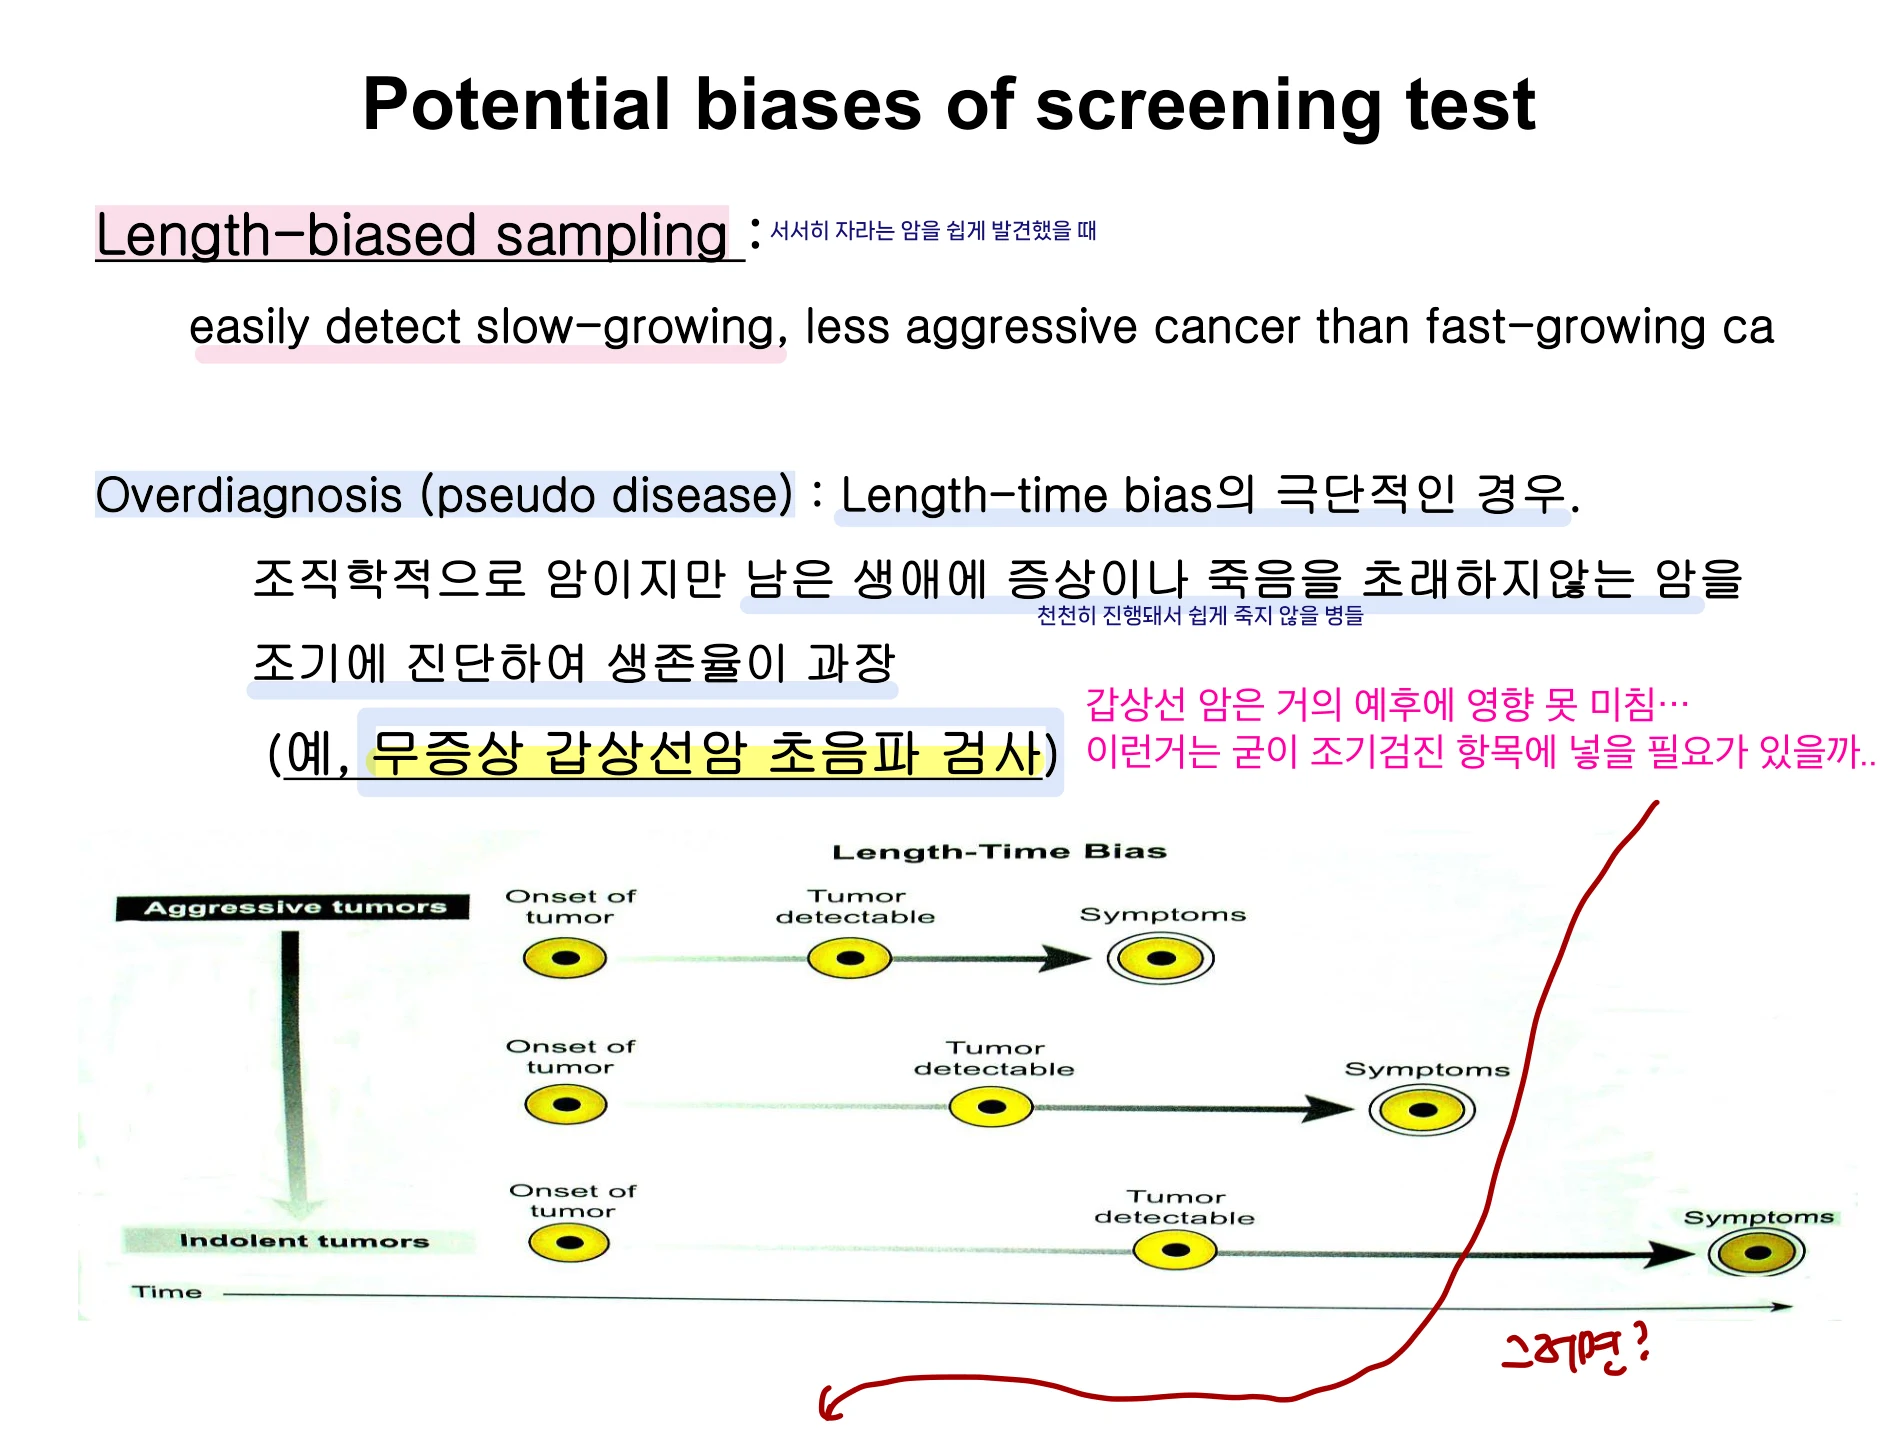 Potential biases of screening test
Length-biased sampling : 서서히 자라는 암을 쉽게 발견했을 때
easily detect slow-growing, less aggressive cancer than fast-growing ca
Overdiagnosis (pseudo disease) : Length-time bias의 극단적인 경우.
조직학적으로 암이지만 남은 생애에 증상이나 죽음을 초래하지않는 암을
천천히 진행돼서 쉽게 죽지 않을 병들
조기에 진단하여 생존율이 과장
(예, 무증상 갑상선암 초음파 검사)
갑상선 암은 거의 예후에 영향 못 미침…
이런거는 굳이 조기검진 항목에 넣을 필요가 있을까..
Length-Time Bias
Aggressive tumors
Onset of
tumor
Tumor
detectable
Symptoms
Onset of
tumor
Tumor
detectable
Symptoms
Onset of
tumor
Tumor
detectable
Symptoms
Indolent tumors
Time
그러면?